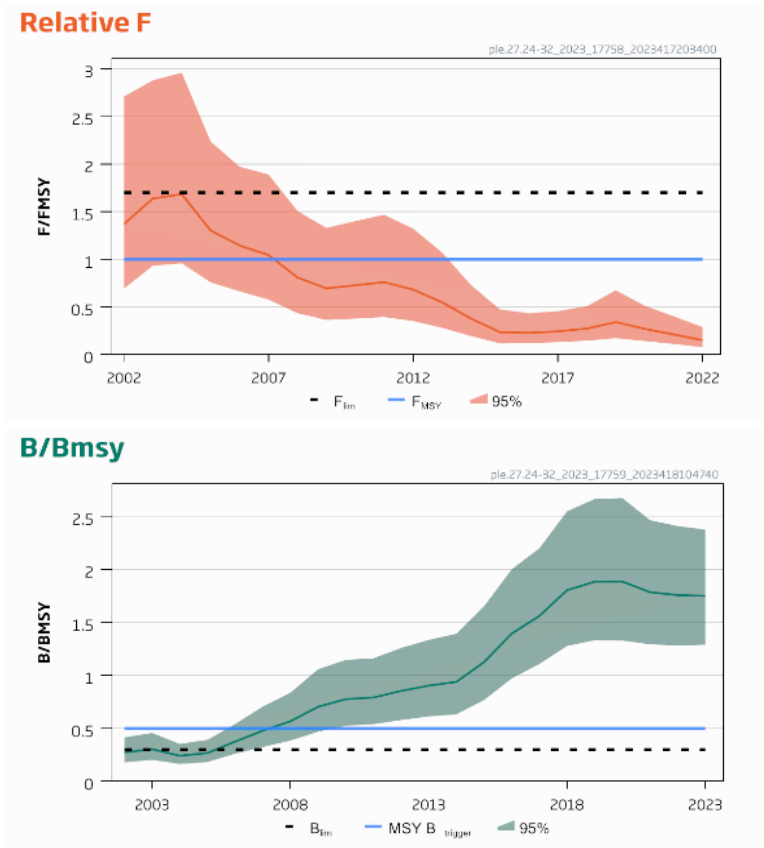 Relative F
ple.27.24-32_2023_17758_2023417203400
3
2.5
2
1.5
1
0.5
0
F/FMSY
2002 2007 2012 2017 2022
Flim FMSY 95%
B/Bmsy
ple.27.24-32_2023_17759_2023418104740
2.5
2
1.5
1
0.5
0
B/BMSY
2003 2008 2013 2018 2023
Blim MSY B trigger 95%